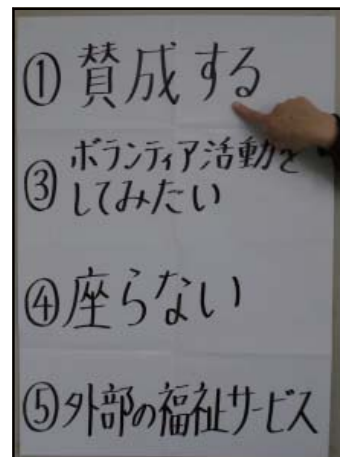 ①賛成する
③ボランティア活動を
してみたい
④座らない
⑤外部の福祉サービス